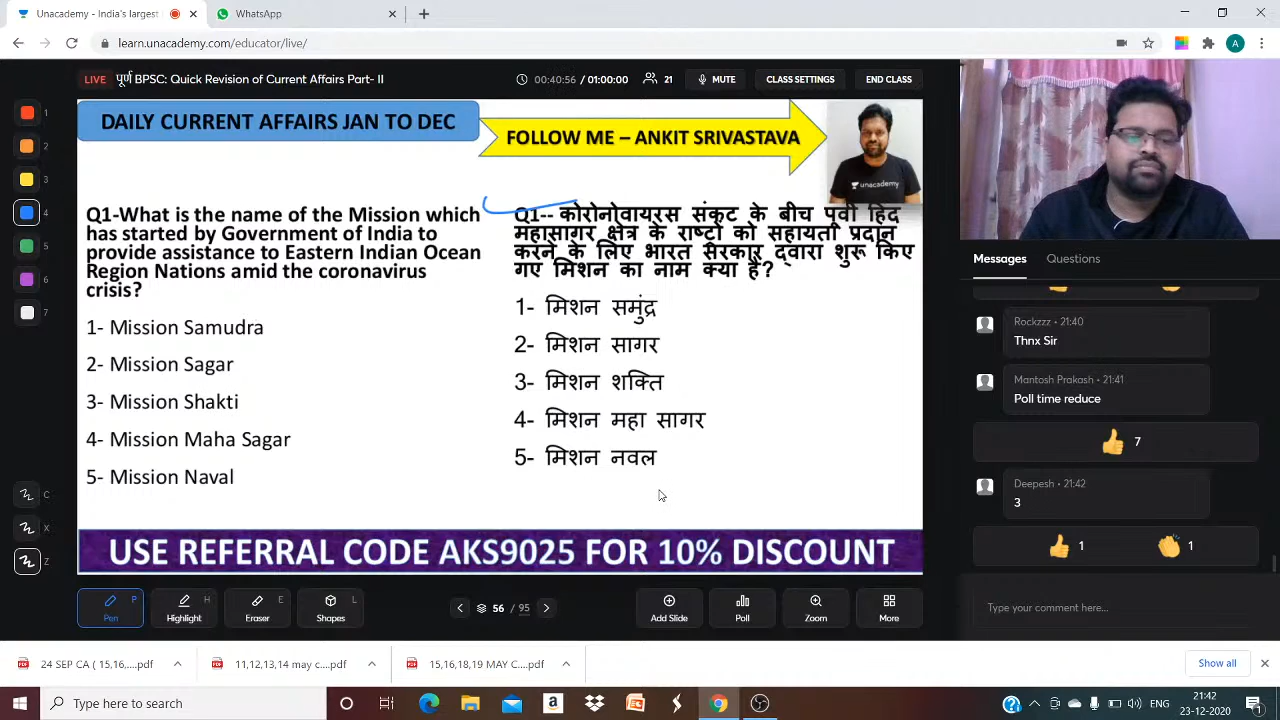 Unacademy - India's largest
WhatsApp
learn.unacademy.com/educator/live/
A
LIVE
पूर्ण BPSC: Quick Revision of Current Affairs Part- II
00:40:56 / 01:00:00
21
MUTE
CLASS SETTINGS
END CLASS
DAILY CURRENT AFFAIRS JAN TO DEC
FOLLOW ME – ANKIT SRIVASTAVA
unacademy
Q1-What is the name of the Mission which
has started by Government of India to
provide assistance to Eastern Indian Ocean
Region Nations amid the coronavirus
crisis?
1- Mission Samudra
2- Mission Sagar
3- Mission Shakti
4- Mission Maha Sagar
5- Mission Naval
Q1-- कोरोनोवायरस संकट के बीच पूर्वी हिंद
महासागर क्षेत्र के राष्ट्रों को सहायता प्रदान
करने के लिए भारत सरकार द्वारा शुरू किए
गए मिशन का नाम क्या है?
1- मिशन समुंद्र
2- मिशन सागर
3- मिशन शक्ति
4- मिशन महा सागर
5- मिशन नवल
USE REFERRAL CODE AKS9025 FOR 10% DISCOUNT
1
2
3
4
5
6
7
C
X
Z
Pen P
Highlight H
Eraser E
Shapes L
56 / 95
Add Slide
Poll
Zoom
More
Messages
Questions
Rockzzz • 21:40
Thnx Sir
Mantosh Prakash • 21:41
Poll time reduce
7
Deepesh • 21:42
3
1
1
Type your comment here...
24 SEP CA ( 15,16,....pdf
11,12,13,14 may c....pdf
15,16,18,19 MAY C....pdf
Show all
Type here to search
ENG
21:42
23-12-2020
1